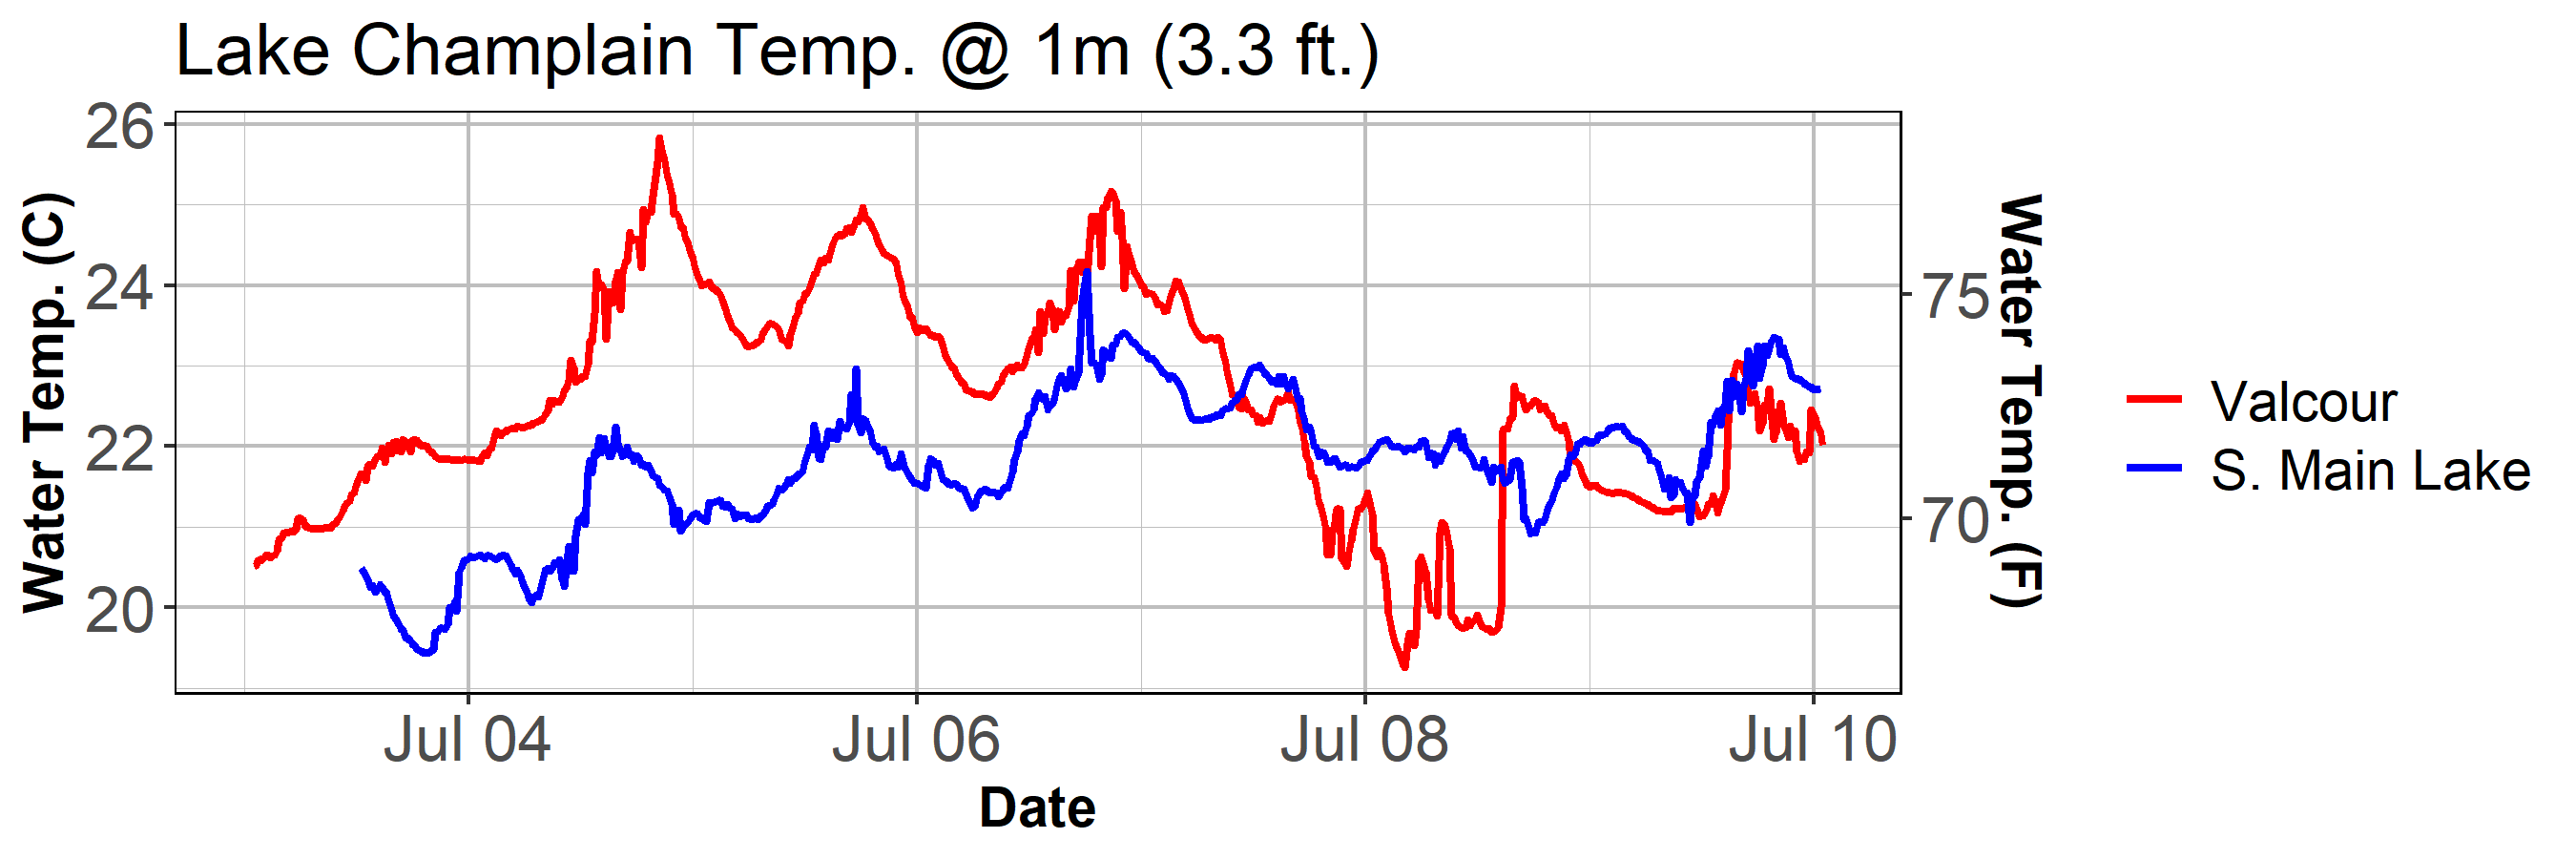 Lake Champlain Temp. @ 1m (3.3 ft.)
Water Temp. (C)
26
24
22
20
Jul 04
Jul 06
Jul 08
Jul 10
Date
75
70
Water Temp. (F)
Valcour
S. Main Lake